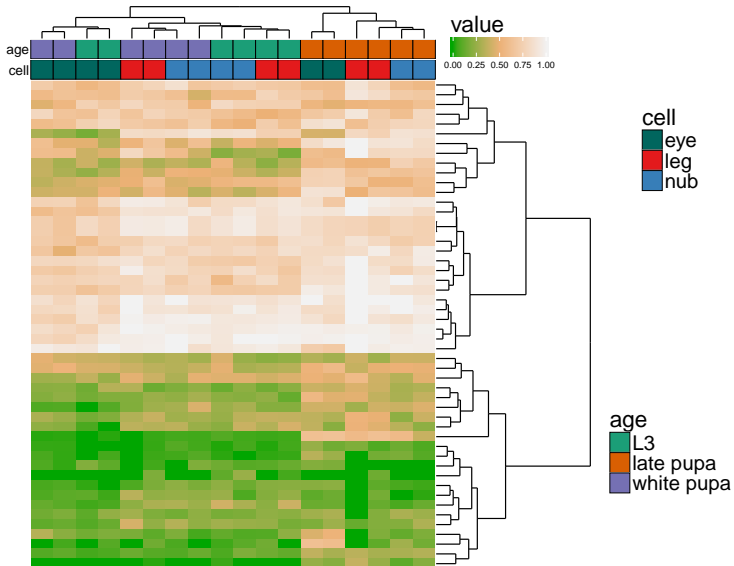 value
0.00 0.25 0.50 0.75 1.00
age
cell
cell
eye
leg
nub
age
L3
late pupa
white pupa